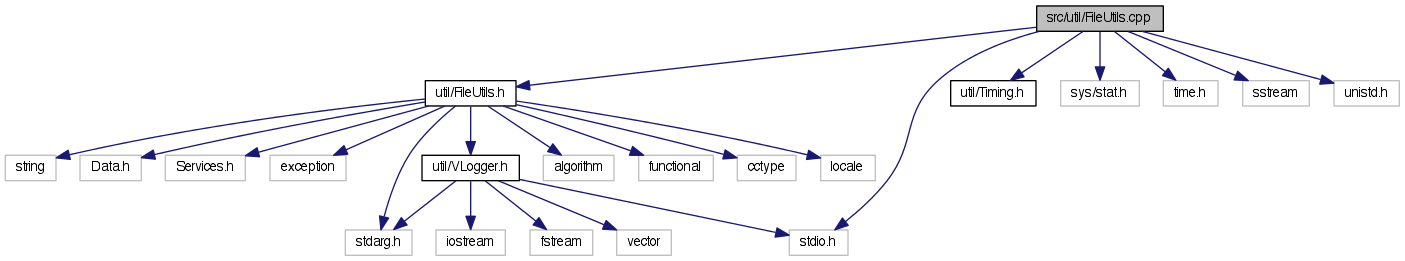 src/util/FileUtils.cpp
util/FileUtils.h
util/Timing.h
sys/stat.h
time.h
sstream
unistd.h
string
Data.h
Services.h
exception
util/VLogger.h
algorithm
functional
cctype
locale
stdarg.h
iostream
fstream
vector
stdio.h